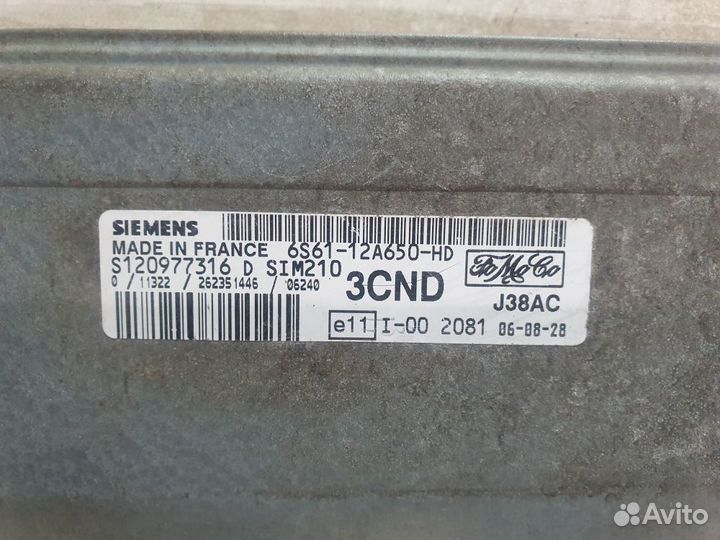 SIEMENS
MADE IN FRANCE 6S61-12A650-HD
S120977316 D SIM210
0 / 11322 / 262351446 / 06240
3CND
FoMoCo
J38AC
e11 I-00 2081 06-08-28
Avito